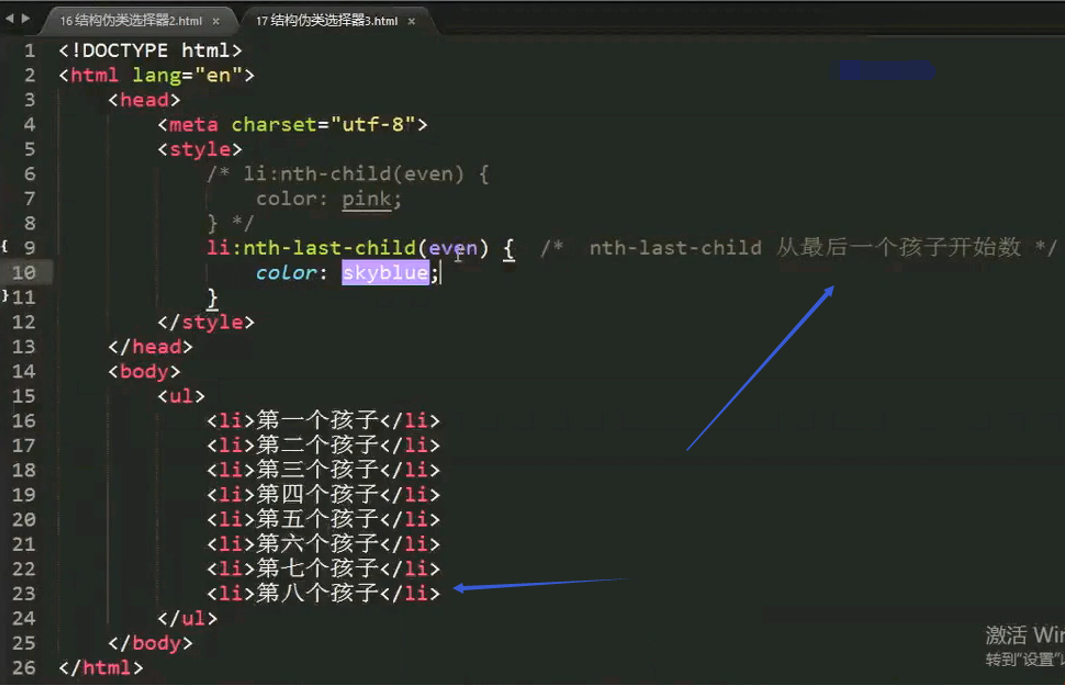 16 结构伪类选择器2.html × 17 结构伪类选择器3.html ×
1 <!DOCTYPE html>
2 <html lang="en">
3 <head>
4 <meta charset="utf-8">
5 <style>
6 /* li:nth-child(even) {
7 color: pink;
8 } */
{ 9 li:nth-last-child(even) { /* nth-last-child 从最后一个孩子开始数 */
10 color: skyblue;
}11 }
12 </style>
13 </head>
14 <body>
15 <ul>
16 <li>第一个孩子</li>
17 <li>第二个孩子</li>
18 <li>第三个孩子</li>
19 <li>第四个孩子</li>
20 <li>第五个孩子</li>
21 <li>第六个孩子</li>
22 <li>第七个孩子</li>
23 <li>第八个孩子</li>
24 </ul>
25 </body>
26 </html>
激活 Win
转到"设置"